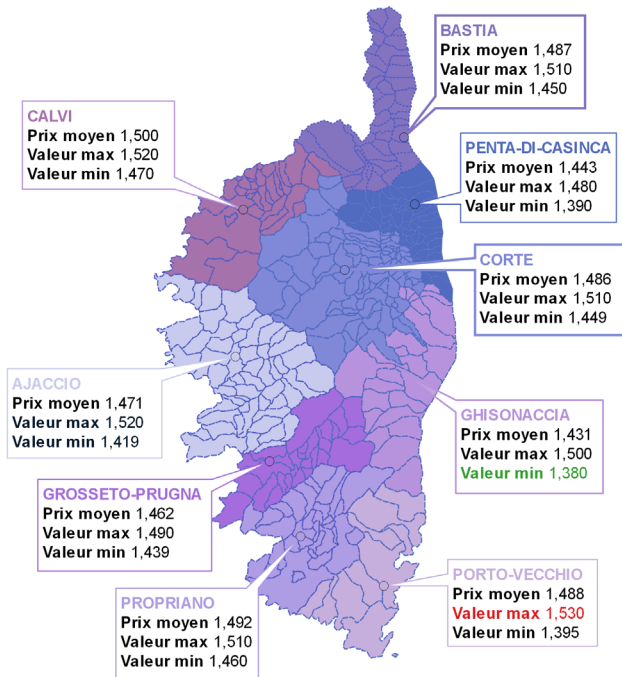 BASTIA
Prix moyen 1,487
Valeur max 1,510
Valeur min 1,450
CALVI
Prix moyen 1,500
Valeur max 1,520
Valeur min 1,470
PENTA-DI-CASINCA
Prix moyen 1,443
Valeur max 1,480
Valeur min 1,390
CORTE
Prix moyen 1,486
Valeur max 1,510
Valeur min 1,449
AJACCIO
Prix moyen 1,471
Valeur max 1,520
Valeur min 1,419
GHISONACCIA
Prix moyen 1,431
Valeur max 1,500
Valeur min 1,380
GROSSETO-PRUGNA
Prix moyen 1,462
Valeur max 1,490
Valeur min 1,439
PORTO-VECCHIO
Prix moyen 1,488
Valeur max 1,530
Valeur min 1,395
PROPRIANO
Prix moyen 1,492
Valeur max 1,510
Valeur min 1,460